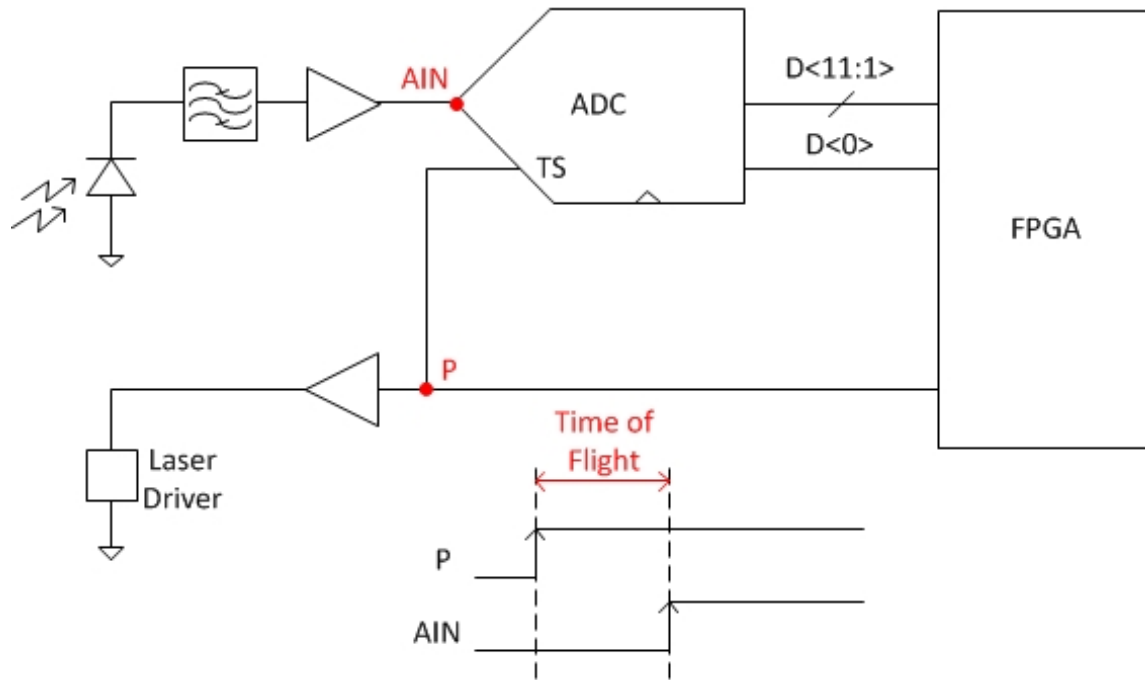 AIN
ADC
TS
D<11:1>
D<0>
FPGA
P
Laser
Driver
Time of
Flight
P
AIN